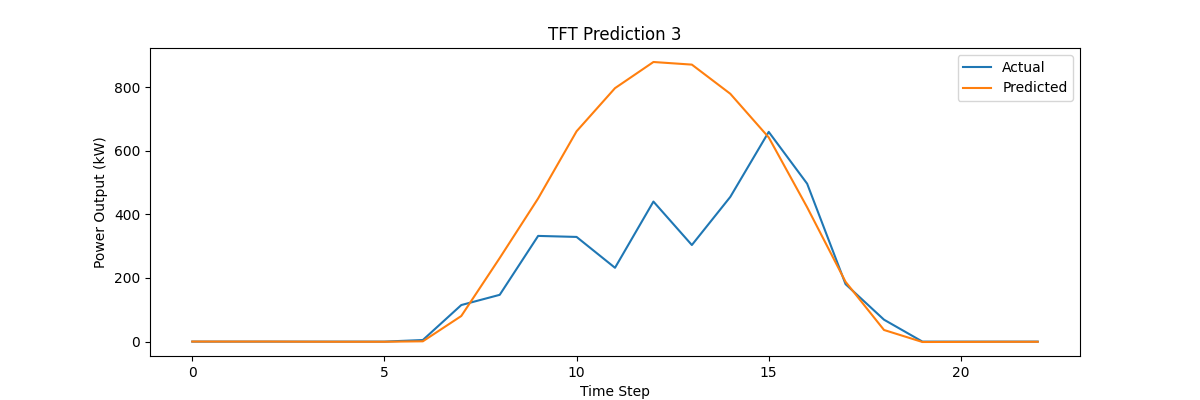 TFT Prediction 3
Actual
Predicted
Power Output (kW)
800
600
400
200
0
0 5 10 15 20
Time Step